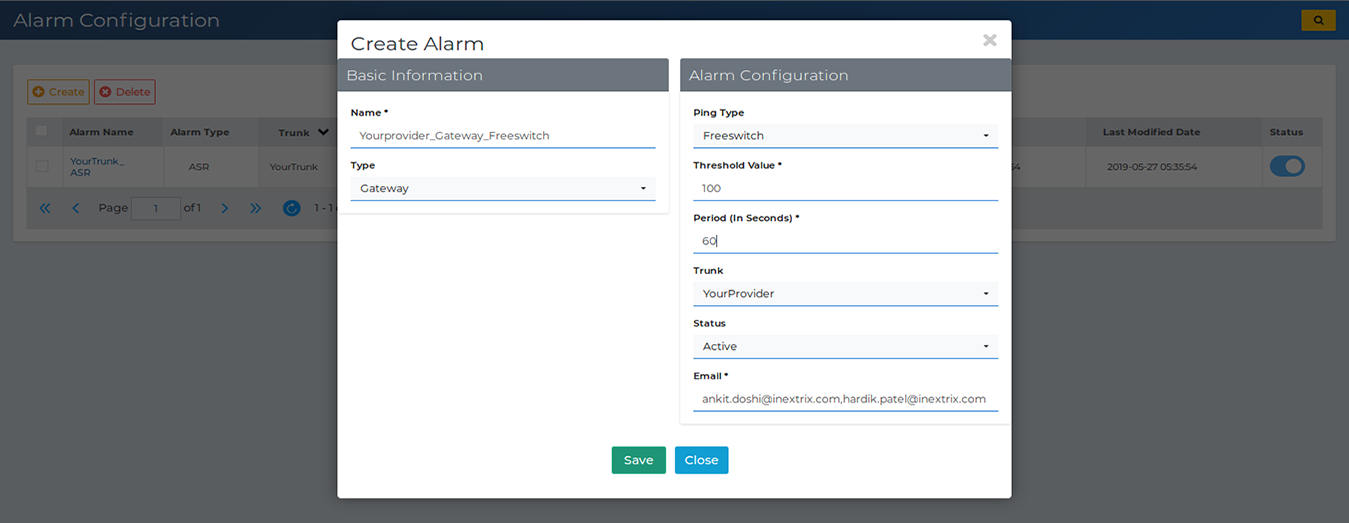 Alarm Configuration
Create Alarm
×
Basic Information
Name *
Yourprovider_Gateway_Freeswitch
Type
Gateway
Alarm Configuration
Ping Type
Freeswitch
Threshold Value *
100
Period (In Seconds) *
60
Trunk
YourProvider
Status
Active
Email *
ankit.doshi@inextrix.com,hardik.patel@inextrix.com
Save Close
Create Delete
Alarm Name Alarm Type Trunk Last Modified Date Status
YourTrunk_
ASR
ASR YourTrunk 54 2019-05-27 05:35:54
Page 1 of 1 1 -